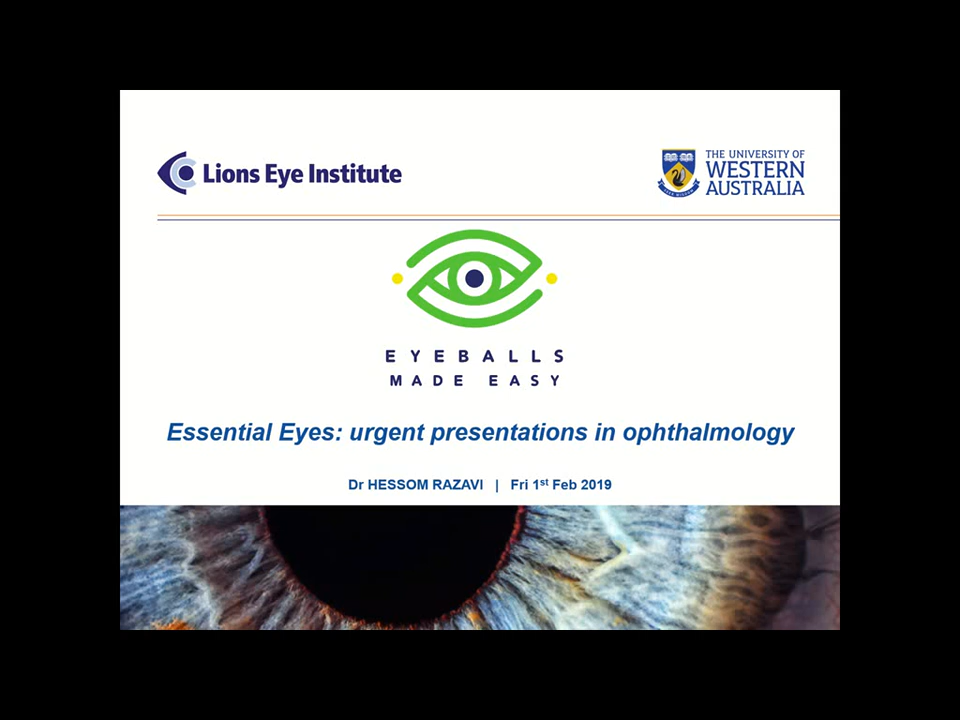 Lions Eye Institute
THE UNIVERSITY OF
WESTERN
AUSTRALIA
EYEBALLS
MADE EASY
Essential Eyes: urgent presentations in ophthalmology
Dr HESSOM RAZAVI | Fri 1st Feb 2019